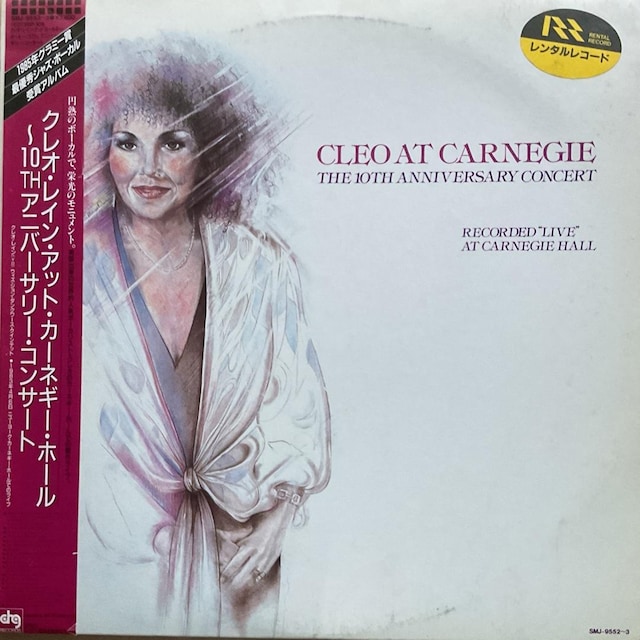 1985年グラミー賞
最優秀ジャズ・ボーカル
受賞アルバム
円熟のボーカルで、栄光のモニュメント。
クレオ・レイン・アット・カーネギー・ホール
〜10THアニバーサリー・コンサート
drg
RR
RENTAL
RECORD
レンタルレコード
CLEO AT CARNEGIE
THE 10TH ANNIVERSARY CONCERT
RECORDED "LIVE"
AT CARNEGIE HALL
SMJ-9552〜3